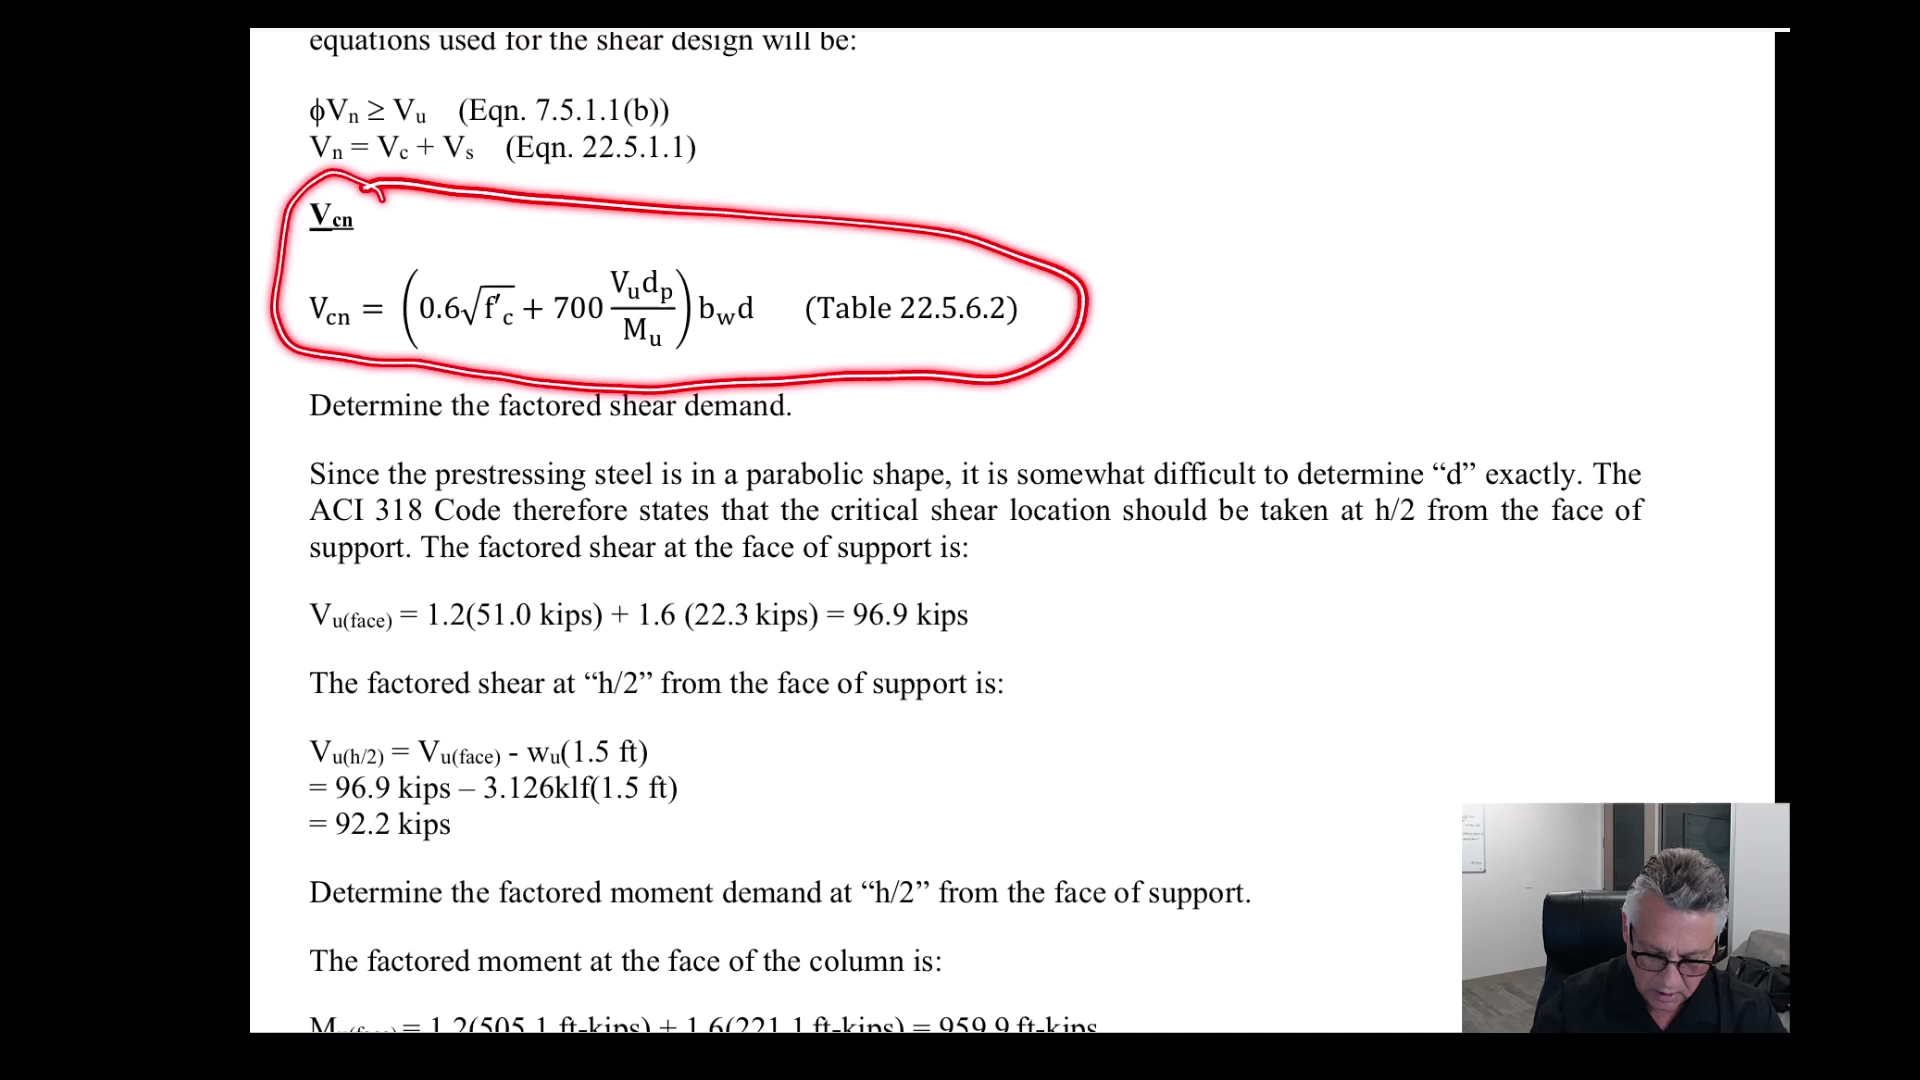 equations used for the shear design will be:
ϕVn ≥ Vu (Eqn. 7.5.1.1(b))
Vn = Vc + Vs (Eqn. 22.5.1.1)
Vcn
Vcn = (0.6√f′c + 700 Vudp/Mu) bwd (Table 22.5.6.2)
Determine the factored shear demand.
Since the prestressing steel is in a parabolic shape, it is somewhat difficult to determine “d” exactly. The
ACI 318 Code therefore states that the critical shear location should be taken at h/2 from the face of
support. The factored shear at the face of support is:
Vu(face) = 1.2(51.0 kips) + 1.6 (22.3 kips) = 96.9 kips
The factored shear at “h/2” from the face of support is:
Vu(h/2) = Vu(face) - wu(1.5 ft)
= 96.9 kips – 3.126klf(1.5 ft)
= 92.2 kips
Determine the factored moment demand at “h/2” from the face of support.
The factored moment at the face of the column is:
= 1.2(505.1 ft-kips) + 1.6(221.1 ft-kips) = 959.9 ft-kips